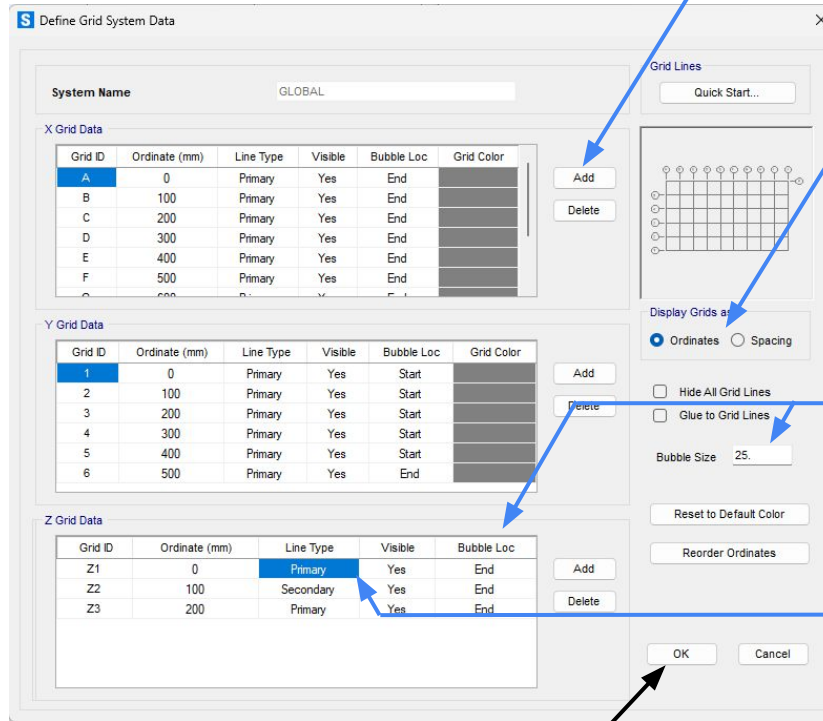 S Define Grid System Data
System Name GLOBAL
Grid Lines
Quick Start...
X Grid Data
Grid ID Ordinate (mm) Line Type Visible Bubble Loc Grid Color
A 0 Primary Yes End
B 100 Primary Yes End
C 200 Primary Yes End
D 300 Primary Yes End
E 400 Primary Yes End
F 500 Primary Yes End
Add
Delete
Y Grid Data
Grid ID Ordinate (mm) Line Type Visible Bubble Loc Grid Color
1 0 Primary Yes Start
2 100 Primary Yes Start
3 200 Primary Yes Start
4 300 Primary Yes Start
5 400 Primary Yes Start
6 500 Primary Yes End
Add
Delete
Display Grids as
Ordinates Spacing
Hide All Grid Lines
Glue to Grid Lines
Bubble Size 25.
Z Grid Data
Grid ID Ordinate (mm) Line Type Visible Bubble Loc
Z1 0 Primary Yes End
Z2 100 Secondary Yes End
Z3 200 Primary Yes End
Add
Delete
Reset to Default Color
Reorder Ordinates
OK Cancel